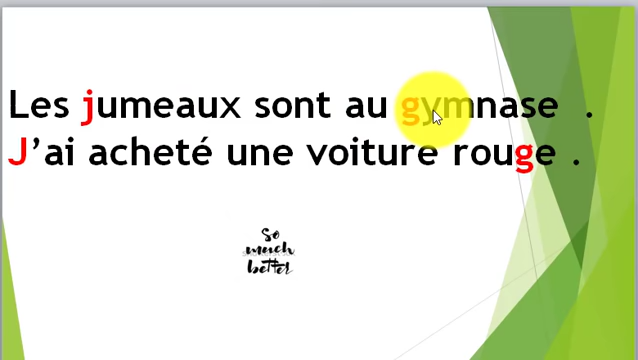 Les jumeaux sont au gymnase .
J’ai acheté une voiture rouge .
So
much
better